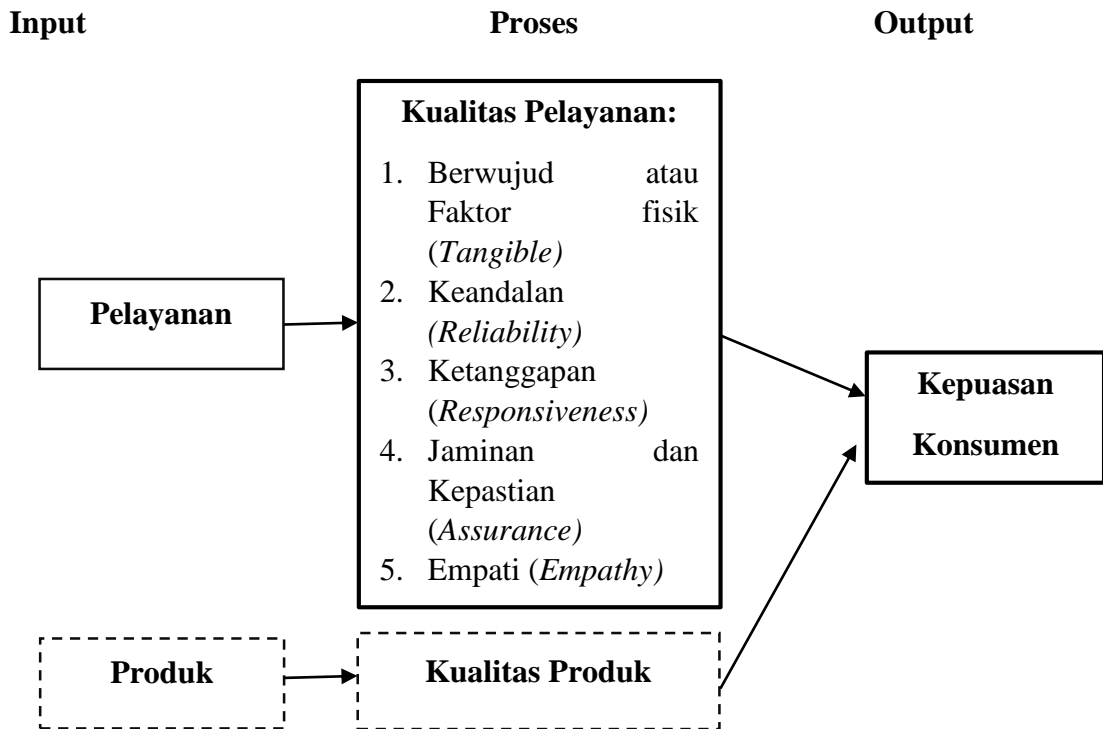 Input Proses Output
Kualitas Pelayanan:
1. Berwujud atau
Faktor fisik
(Tangible)
2. Keandalan
(Reliability)
3. Ketanggapan
(Responsiveness)
4. Jaminan dan
Kepastian
(Assurance)
5. Empati (Empathy)
Pelayanan
Kepuasan
Konsumen
Produk
Kualitas Produk